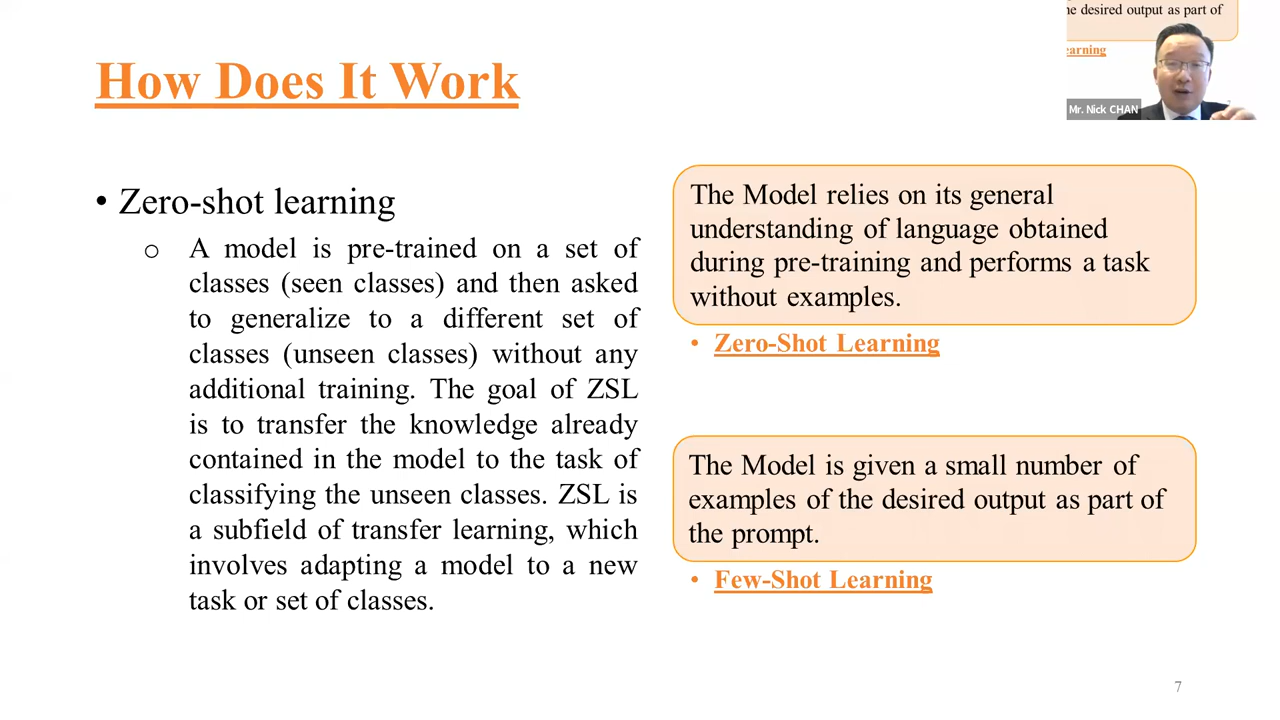 he desired output as part of
earning
Mr. Nick CHAN
How Does It Work
• Zero-shot learning
o A model is pre-trained on a set of
classes (seen classes) and then asked
to generalize to a different set of
classes (unseen classes) without any
additional training. The goal of ZSL
is to transfer the knowledge already
contained in the model to the task of
classifying the unseen classes. ZSL is
a subfield of transfer learning, which
involves adapting a model to a new
task or set of classes.
The Model relies on its general
understanding of language obtained
during pre-training and performs a task
without examples.
• Zero-Shot Learning
The Model is given a small number of
examples of the desired output as part of
the prompt.
• Few-Shot Learning
7